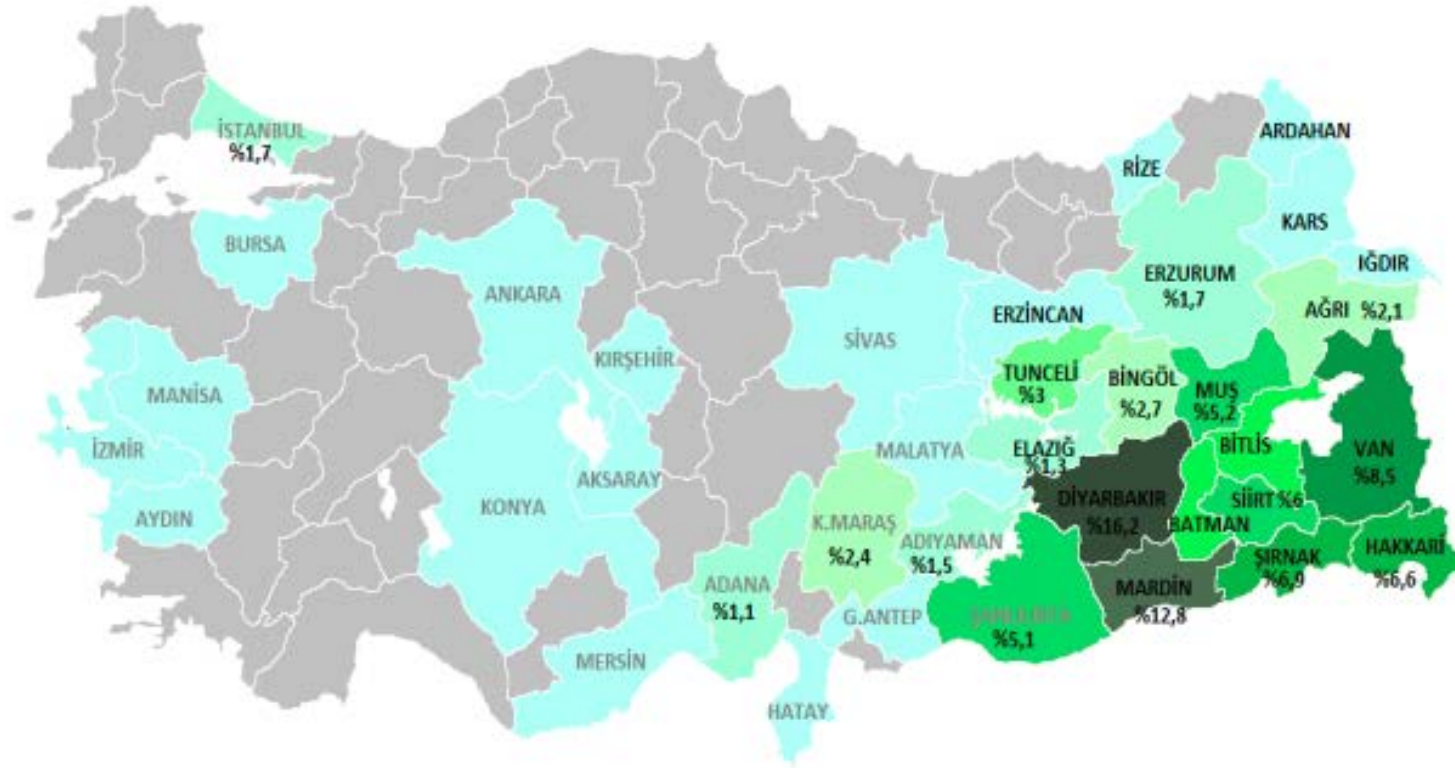 İSTANBUL
%1,7
BURSA
MANİSA
İZMİR
AYDIN
ANKARA
KIRŞEHİR
KONYA
AKSARAY
SİVAS
MALATYA
K.MARAŞ
%2,4
ADIYAMAN
%1,5
ADANA
%1,1
MERSİN
HATAY
G.ANTEP
%5,1
RİZE
ARDAHAN
KARS
IĞDIR
ERZURUM
%1,7
AĞRI %2,1
ERZİNCAN
TUNCELİ
%3
BİNGÖL
%2,7
MUŞ
%5,2
BİTLİS
VAN
%8,5
ELAZIĞ
%1,3
DİYARBAKIR
%16,2
SİİRT %6
BATMAN
MARDİN
%12,8
ŞIRNAK
%6,9
HAKKARİ
%6,6